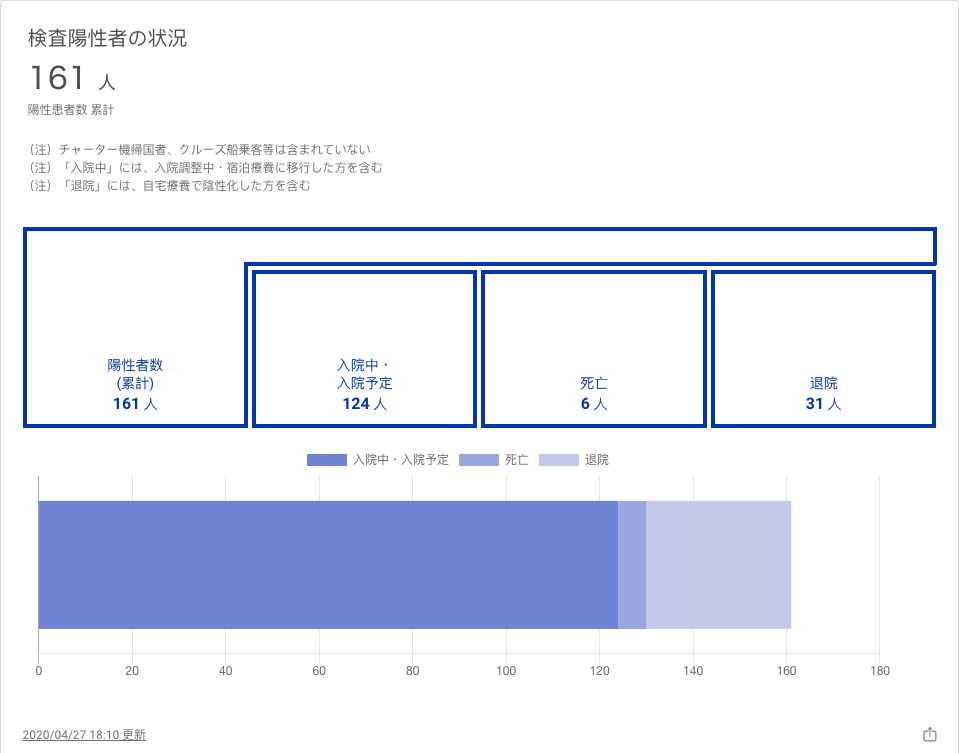 検査陽性者の状況
161 人
陽性患者数 累計
（注）チャーター機帰国者、クルーズ船乗客等は含まれていない
（注）「入院中」には、入院調整中・宿泊療養に移行した方を含む
（注）「退院」には、自宅療養で陰性化した方を含む
陽性者数
(累計)
161 人
入院中・
入院予定
124 人
死亡
6 人
退院
31 人
入院中・入院予定 死亡 退院
0 20 40 60 80 100 120 140 160 180
2020/04/27 18:10 更新